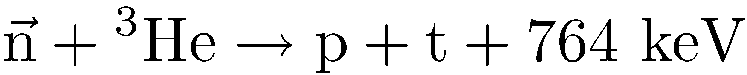 n⃗ + ³He → p + t + 764 keV